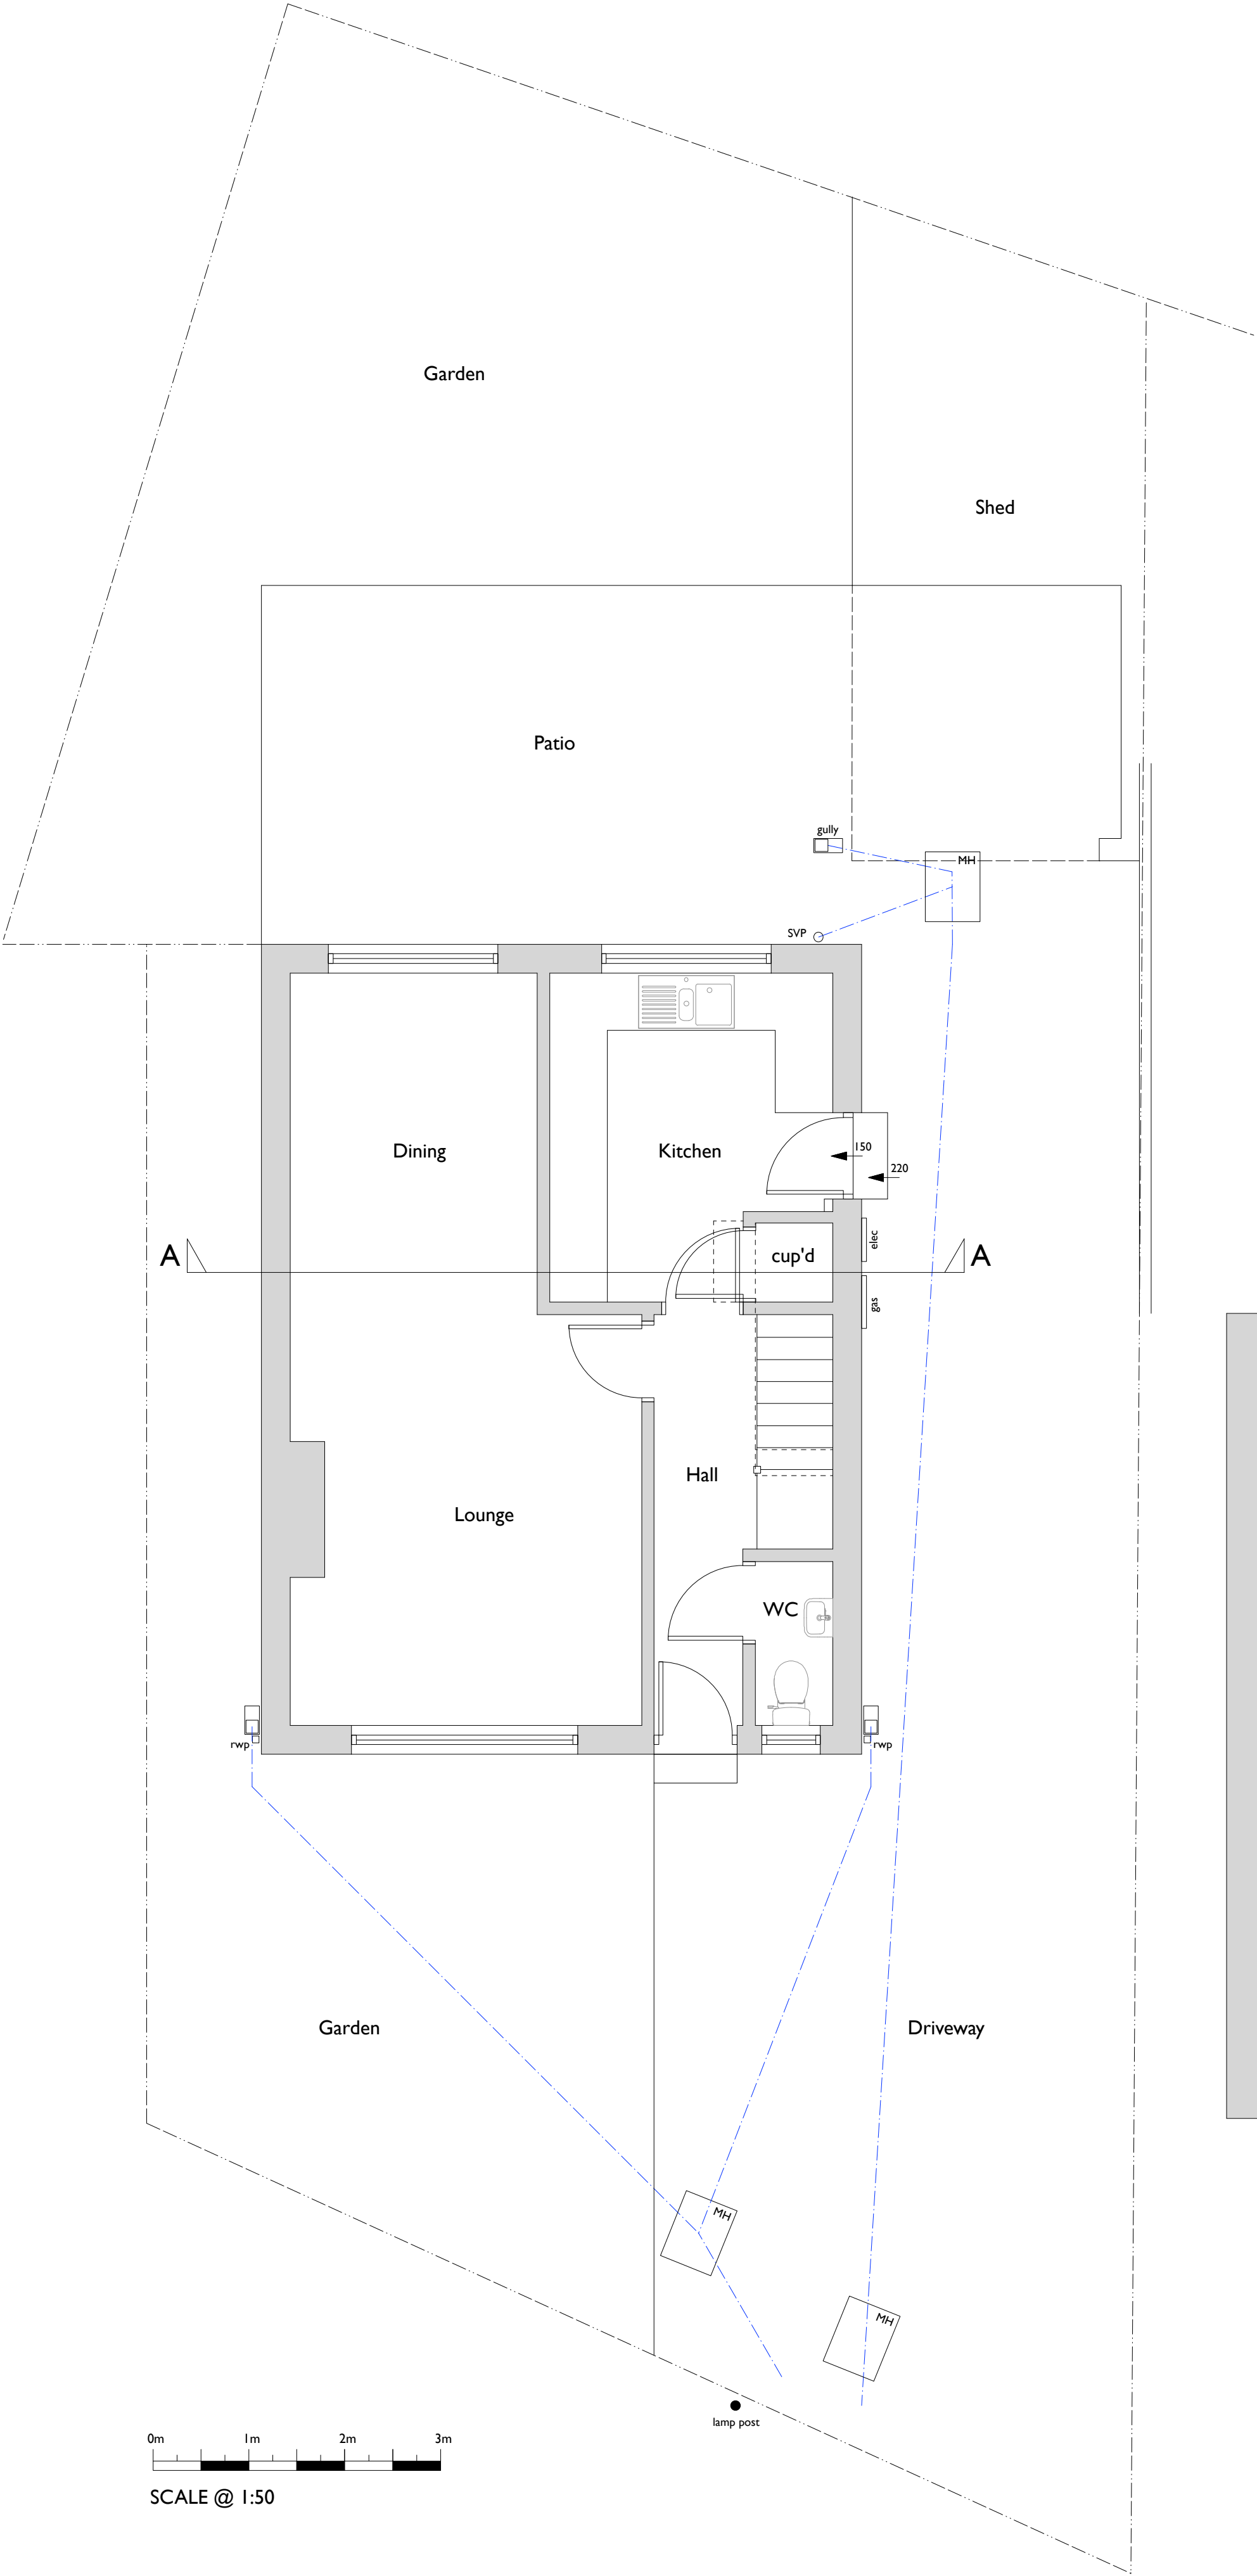 Garden
Shed
Patio
gully
MH
SVP
Dining
Kitchen
150
220
elec
A
cup'd
A
gas
Hall
Lounge
WC
rwp
rwp
Garden
Driveway
MH
MH
lamp post
0m 1m 2m 3m
SCALE @ 1:50